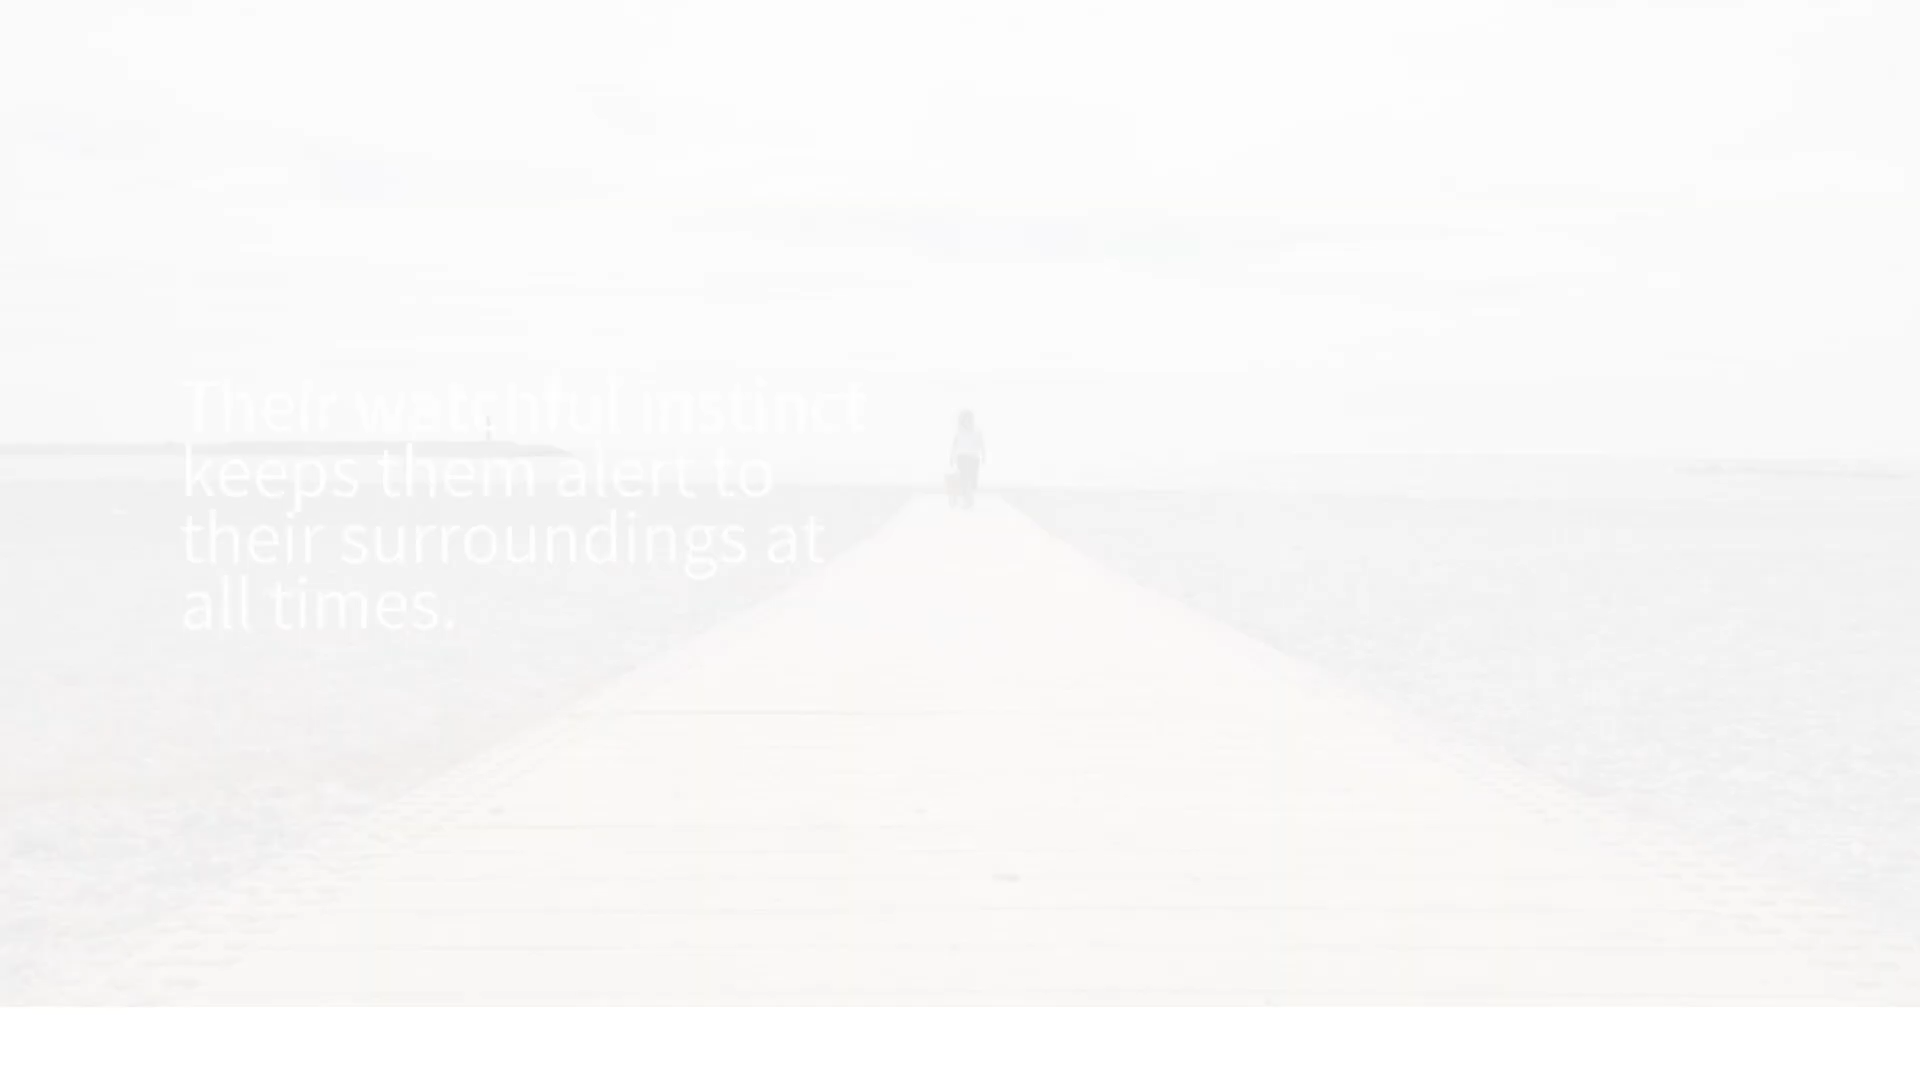 Their watchful instinct
keeps them alert to
their surroundings at
all times.